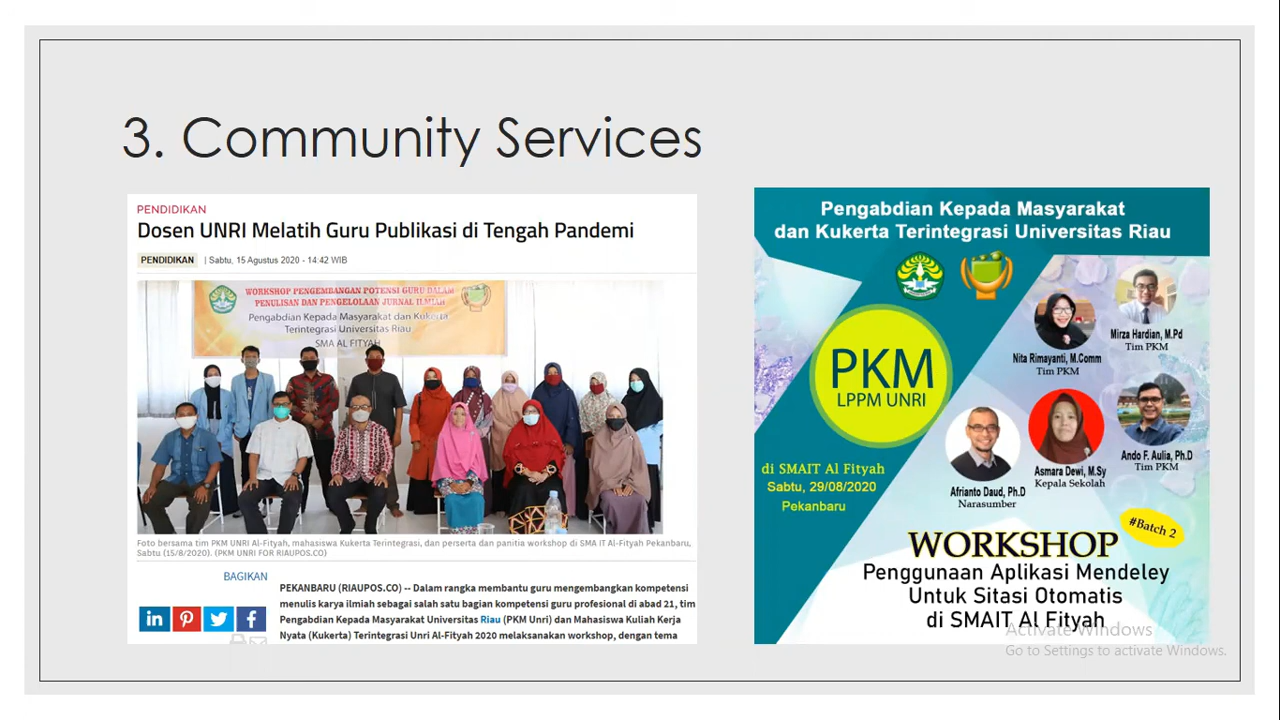 3. Community Services
PENDIDIKAN
Dosen UNRI Melatih Guru Publikasi di Tengah Pandemi
PENDIDIKAN | Sabtu, 15 Agustus 2020 - 14:42 WIB
WORKSHOP PENGEMBANGAN POTENSI GURU DALAM
PENULISAN DAN PENGELOLAAN JURNAL ILMIAH
Pengabdian Kepada Masyarakat dan Kukerta
Terintegrasi Universitas Riau
SMA AL FITYAH
Foto bersama tim PKM UNRI Al-Fityah, mahasiswa Kukerta Terintegrasi, dan perserta dan panitia workshop di SMA IT Al-Fityah Pekanbaru,
Sabtu (15/8/2020). (PKM UNRI FOR RIAUPOS.CO)
BAGIKAN
PEKANBARU (RIAUPOS.CO) -- Dalam rangka membantu guru mengembangkan kompetensi
menulis karya ilmiah sebagai salah satu bagian kompetensi guru profesional di abad 21, tim
Pengabdian Kepada Masyarakat Universitas Riau (PKM Unri) dan Mahasiswa Kuliah Kerja
Nyata (Kukerta) Terintegrasi Unri Al-Fityah 2020 melaksanakan workshop, dengan tema
Pengabdian Kepada Masyarakat
dan Kukerta Terintegrasi Universitas Riau
PKM
LPPM UNRI
Mirza Hardian, M.Pd
Tim PKM
Nita Rimayanti, M.Comm
Tim PKM
Ando F. Aulia, Ph.D
Tim PKM
Asmara Dewi, M.Sy
Kepala Sekolah
Afrianto Daud, Ph.D
Narasumber
di SMAIT Al Fityah
Sabtu, 29/08/2020
Pekanbaru
#Batch 2
WORKSHOP
Penggunaan Aplikasi Mendeley
Untuk Sitasi Otomatis
di SMAIT Al Fityah
Activate Windows
Go to Settings to activate Windows.